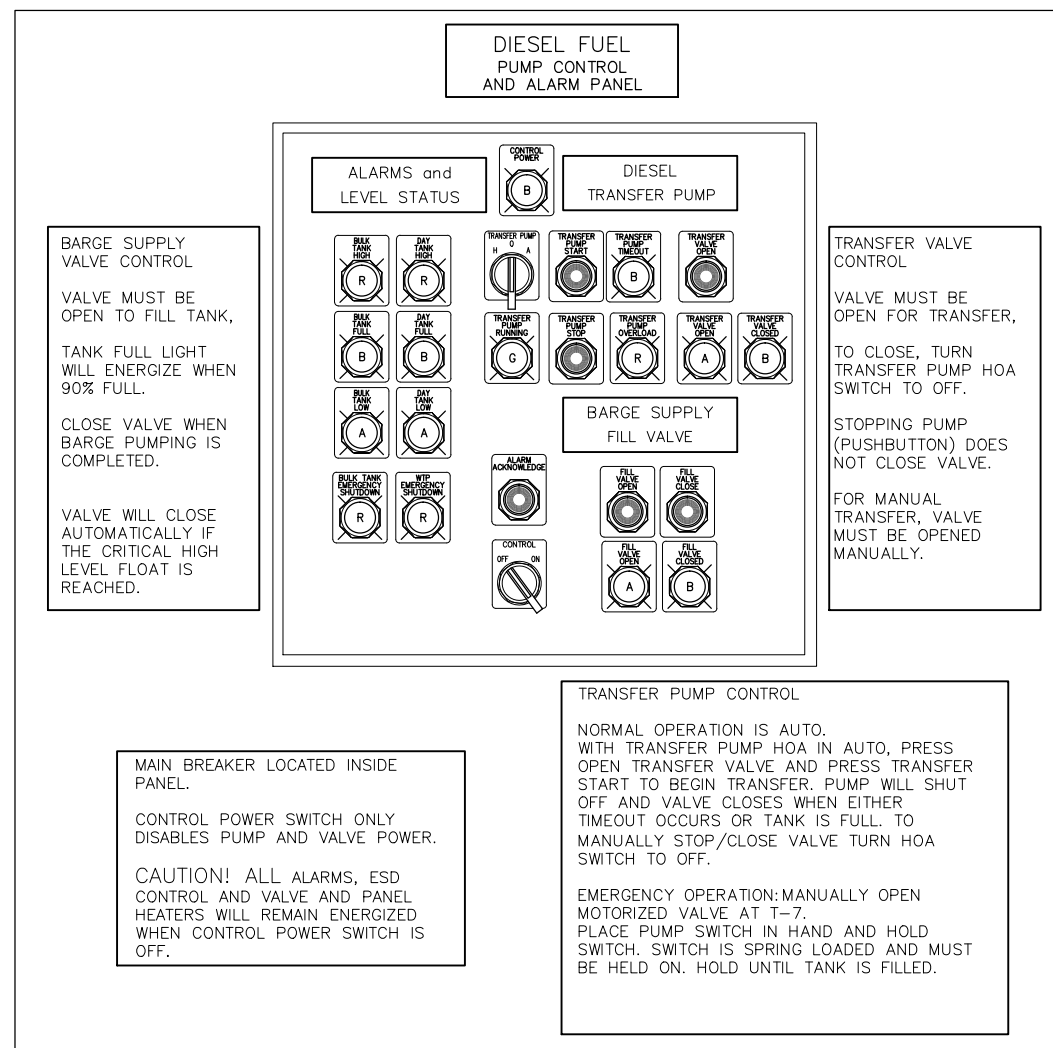 DIESEL FUEL
PUMP CONTROL
AND ALARM PANEL
BARGE SUPPLY
VALVE CONTROL
VALVE MUST BE
OPEN TO FILL TANK,
TANK FULL LIGHT
WILL ENERGIZE WHEN
90% FULL.
CLOSE VALVE WHEN
BARGE PUMPING IS
COMPLETED.
VALVE WILL CLOSE
AUTOMATICALLY IF
THE CRITICAL HIGH
LEVEL FLOAT IS
REACHED.
ALARMS and
LEVEL STATUS
CONTROL
POWER
B
DIESEL
TRANSFER PUMP
BULK
TANK
HIGH
R
DAY
TANK
HIGH
R
TRANSFER PUMP
H O A
TRANSFER
PUMP
START
TRANSFER
PUMP
TIMEOUT
B
TRANSFER
VALVE
OPEN
BULK
TANK
FULL
B
DAY
TANK
FULL
B
TRANSFER
PUMP
RUNNING
G
TRANSFER
PUMP
STOP
TRANSFER
PUMP
OVERLOAD
R
TRANSFER
VALVE
OPEN
A
TRANSFER
VALVE
CLOSED
B
BULK
TANK
LOW
A
DAY
TANK
LOW
A
BARGE SUPPLY
FILL VALVE
BULK TANK
EMERGENCY
SHUTDOWN
R
WTP
EMERGENCY
SHUTDOWN
R
ALARM
ACKNOWLEDGE
FILL
VALVE
OPEN
FILL
VALVE
CLOSE
CONTROL
OFF ON
FILL
VALVE
OPEN
A
FILL
VALVE
CLOSED
B
TRANSFER VALVE
CONTROL
VALVE MUST BE
OPEN FOR TRANSFER,
TO CLOSE, TURN
TRANSFER PUMP HOA
SWITCH TO OFF.
STOPPING PUMP
(PUSHBUTTON) DOES
NOT CLOSE VALVE.
FOR MANUAL
TRANSFER, VALVE
MUST BE OPENED
MANUALLY.
MAIN BREAKER LOCATED INSIDE
PANEL.
CONTROL POWER SWITCH ONLY
DISABLES PUMP AND VALVE POWER.
CAUTION! ALL ALARMS, ESD
CONTROL AND VALVE AND PANEL
HEATERS WILL REMAIN ENERGIZED
WHEN CONTROL POWER SWITCH IS
OFF.
TRANSFER PUMP CONTROL
NORMAL OPERATION IS AUTO.
WITH TRANSFER PUMP HOA IN AUTO, PRESS
OPEN TRANSFER VALVE AND PRESS TRANSFER
START TO BEGIN TRANSFER. PUMP WILL SHUT
OFF AND VALVE CLOSES WHEN EITHER
TIMEOUT OCCURS OR TANK IS FULL. TO
MANUALLY STOP/CLOSE VALVE TURN HOA
SWITCH TO OFF.
EMERGENCY OPERATION: MANUALLY OPEN
MOTORIZED VALVE AT T-7.
PLACE PUMP SWITCH IN HAND AND HOLD
SWITCH. SWITCH IS SPRING LOADED AND MUST
BE HELD ON. HOLD UNTIL TANK IS FILLED.